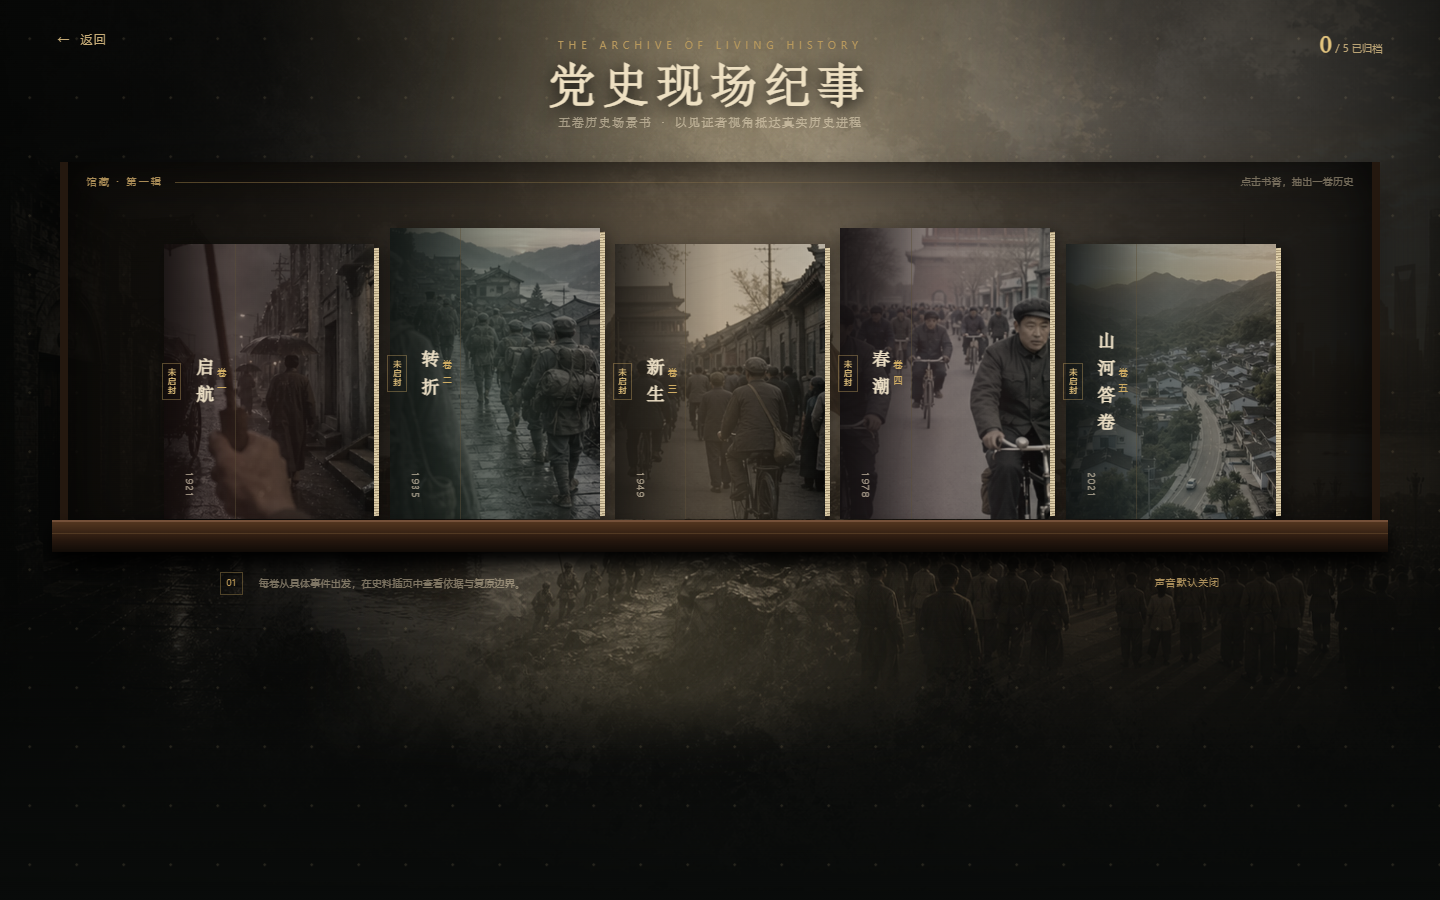 ← 返回
THE ARCHIVE OF LIVING HISTORY
0 / 5 已归档
党史现场纪事
五卷历史场景书 · 以见证者视角抵达真实历史进程
馆藏 · 第一辑
点击书脊，抽出一卷历史
未启封
启航
卷一
1921
未启封
转折
卷二
1935
未启封
新生
卷三
1949
未启封
春潮
卷四
1978
未启封
山河答卷
卷五
2021
01
每卷从具体事件出发，在史料插页中查看依据与复原边界。
声音默认关闭